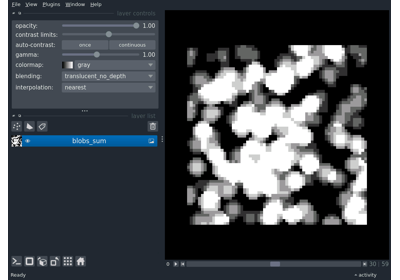 File View Plugins Window Help
layer controls
opacity: 1.00
contrast limits:
auto-contrast: once continuous
gamma: 1.00
colormap: gray
blending: translucent_no_depth
interpolation: nearest
layer list
blobs_sum
30 59
Ready activity